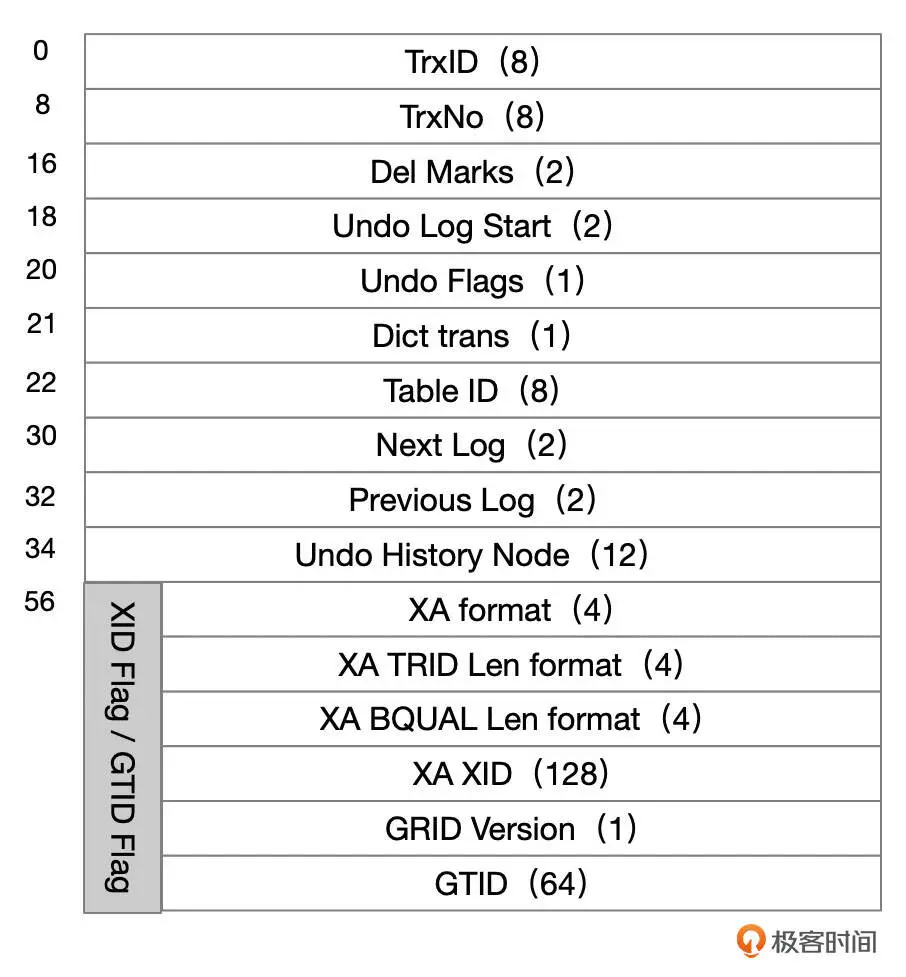 0
TrxID（8）
8
TrxNo（8）
16
Del Marks（2）
18
Undo Log Start（2）
20
Undo Flags（1）
21
Dict trans（1）
22
Table ID（8）
30
Next Log（2）
32
Previous Log（2）
34
Undo History Node（12）
56
XID Flag / GTID Flag
XA format（4）
XA TRID Len format（4）
XA BQUAL Len format（4）
XA XID（128）
GRID Version（1）
GTID（64）
极客时间